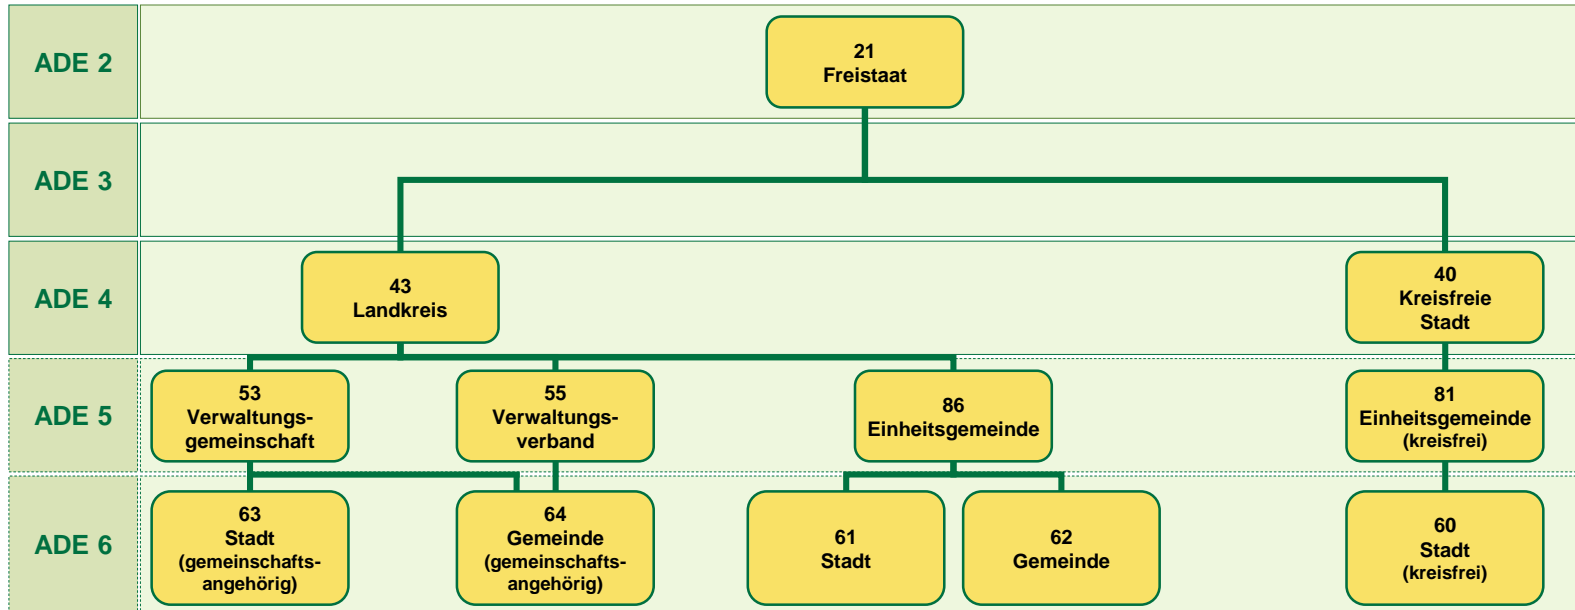 ADE 2
21
Freistaat
ADE 3
ADE 4
43
Landkreis
40
Kreisfreie
Stadt
ADE 5
53
Verwaltungs-
gemeinschaft
55
Verwaltungs-
verband
86
Einheitsgemeinde
81
Einheitsgemeinde
(kreisfrei)
ADE 6
63
Stadt
(gemeinschafts-
angehörig)
64
Gemeinde
(gemeinschafts-
angehörig)
61
Stadt
62
Gemeinde
60
Stadt
(kreisfrei)